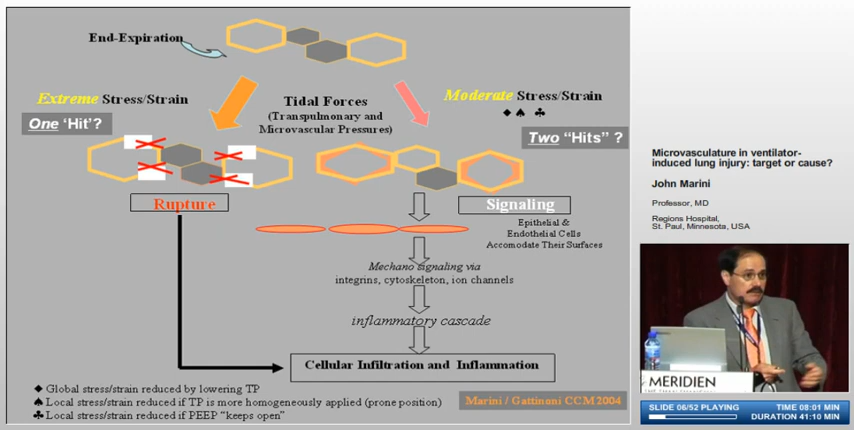 End-Expiration
Extreme Stress/Strain
One 'Hit'?
Tidal Forces
(Transpulmonary and
Microvascular Pressures)
Moderate Stress/Strain
◆ ♠ ♣
Two "Hits" ?
Rupture
Signaling
Epithelial &
Endothelial Cells
Accomodate Their Surfaces
Mechano signaling via
integrins, cytoskeleton, ion channels
inflammatory cascade
Cellular Infiltration and Inflammation
◆ Global stress/strain reduced by lowering TP
♠ Local stress/strain reduced if TP is more homogeneously applied (prone position)
♣ Local stress/strain reduced if PEEP "keeps open"
Marini / Gattinoni CCM 2004
Microvasculature in ventilator-
induced lung injury: target or cause?
John Marini
Professor, MD
Regions Hospital,
St. Paul, Minnesota, USA
MERIDIEN
SLIDE 06/52 PLAYING
TIME 08:01 MIN
DURATION 41:10 MIN